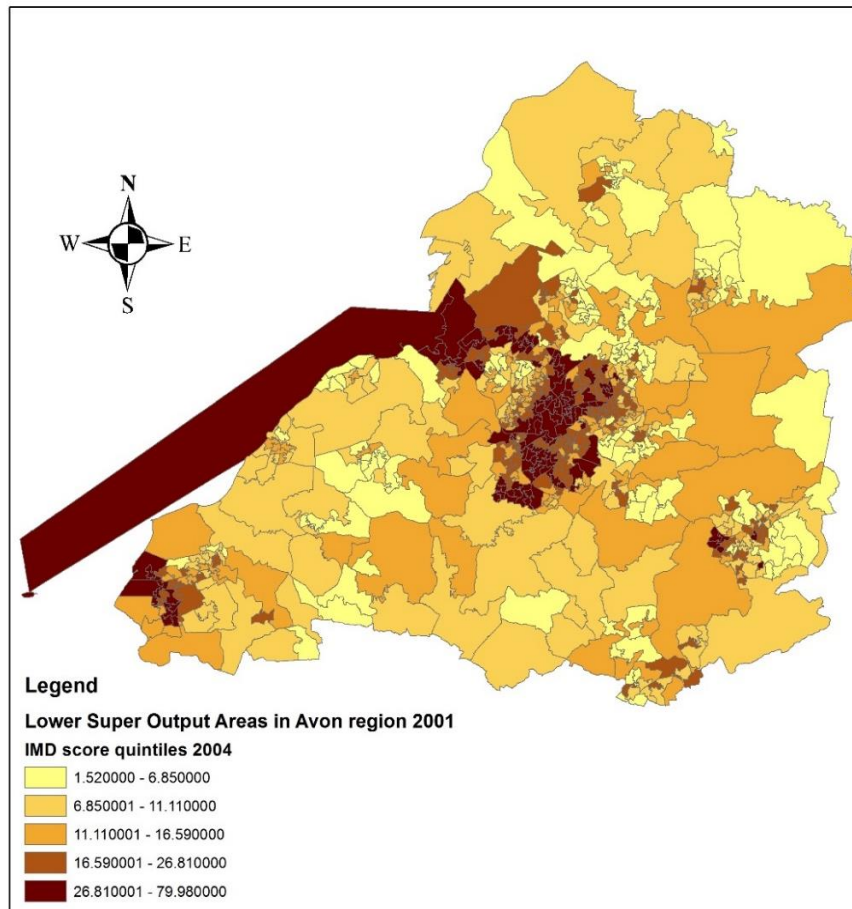 N
W E
S
Legend
Lower Super Output Areas in Avon region 2001
IMD score quintiles 2004
1.520000 - 6.850000
6.850001 - 11.110000
11.110001 - 16.590000
16.590001 - 26.810000
26.810001 - 79.980000